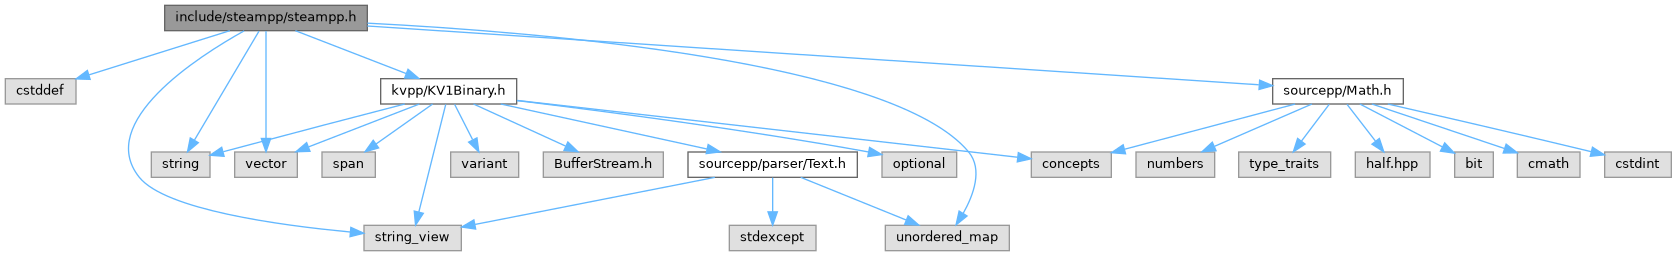 include/steampp/steampp.h
cstddef
kvpp/KV1Binary.h
sourcepp/Math.h
string
vector
span
variant
BufferStream.h
sourcepp/parser/Text.h
optional
concepts
numbers
type_traits
half.hpp
bit
cmath
cstdint
string_view
stdexcept
unordered_map